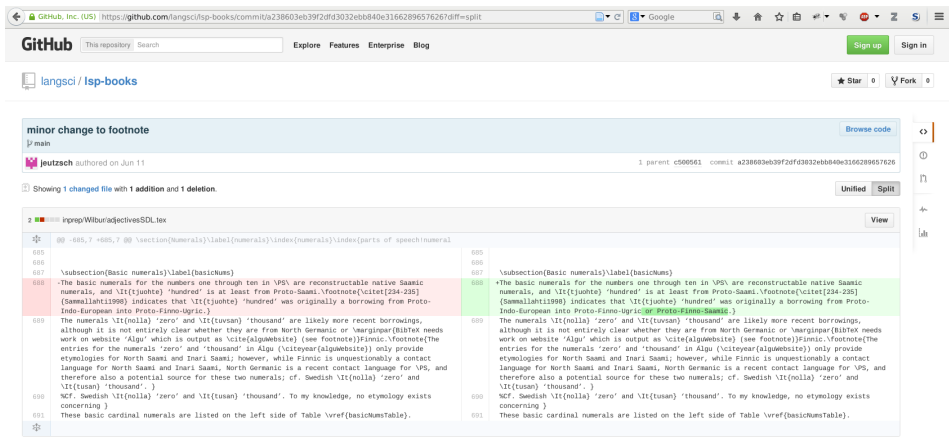 GitHub, Inc. (US) https://github.com/langsci/lsp-books/commit/a238603eb39f2dfd3032ebb840e31662896576267diff=split
Google
GitHub This repository Search Explore Features Enterprise Blog Sign up Sign in
langsci / lsp-books Star 0 Fork 0
minor change to footnote Browse code
main
jeutzsch authored on Jun 11 1 parent c500561 commit a238603eb39f2dfd3032ebb840e3166289657626
Showing 1 changed file with 1 addition and 1 deletion. Unified Split
2 inprep/Wilbur/adjectivesSDL.tex View
@@ -685,7 +685,7 @@ \section{Numerals}\label{numerals}\index{numerals}\index{parts of speech!numeral
685 685
686 686
687 \subsection{Basic numerals}\label{basicNums} 687 \subsection{Basic numerals}\label{basicNums}
688 -The basic numerals for the numbers one through ten in \PS\ are reconstructable native Saamic
numerals, and \It{tjuohte} ‘hundred’ is at least from Proto-Saami.\footnote{\citet[234-235]
{Sammallahti1998} indicates that \It{tjuohte} ‘hundred’ was originally a borrowing from Proto-
Indo-European into Proto-Finno-Ugric.}
688 +The basic numerals for the numbers one through ten in \PS\ are reconstructable native Saamic
numerals, and \It{tjuohte} ‘hundred’ is at least from Proto-Saami.\footnote{\citet[234-235]
{Sammallahti1998} indicates that \It{tjuohte} ‘hundred’ was originally a borrowing from Proto-
Indo-European into Proto-Finno-Ugric or Proto-Finno-Saamic.}
689 The numerals \It{nolla} ‘zero’ and \It{tuvsan} ‘thousand’ are likely more recent borrowings,
although it is not entirely clear whether they are from North Germanic or \marginpar{BibTeX needs
work on website ‘Álgu’ which is output as \cite{alguWebsite} (see footnote)}Finnic.\footnote{The
entries for the numerals ‘zero’ and ‘thousand’ in Álgu (\citeyear{alguWebsite}) only provide
etymologies for North Saami and Inari Saami; however, while Finnic is unquestionably a contact
language for North Saami and Inari Saami, North Germanic is a recent contact language for \PS, and
therefore also a potential source for these two numerals; cf. Swedish \It{nolla} ‘zero’ and
\It{tusan} ‘thousand’. }
689 The numerals \It{nolla} ‘zero’ and \It{tuvsan} ‘thousand’ are likely more recent borrowings,
although it is not entirely clear whether they are from North Germanic or \marginpar{BibTeX needs
work on website ‘Álgu’ which is output as \cite{alguWebsite} (see footnote)}Finnic.\footnote{The
entries for the numerals ‘zero’ and ‘thousand’ in Álgu (\citeyear{alguWebsite}) only provide
etymologies for North Saami and Inari Saami; however, while Finnic is unquestionably a contact
language for North Saami and Inari Saami, North Germanic is a recent contact language for \PS, and
therefore also a potential source for these two numerals; cf. Swedish \It{nolla} ‘zero’ and
\It{tusan} ‘thousand’. }
690 %Cf. Swedish \It{nolla} ‘zero’ and \It{tusan} ‘thousand’. To my knowledge, no etymology exists
concerning }
690 %Cf. Swedish \It{nolla} ‘zero’ and \It{tusan} ‘thousand’. To my knowledge, no etymology exists
concerning }
691 These basic cardinal numerals are listed on the left side of Table \vref{basicNumsTable}.
691 These basic cardinal numerals are listed on the left side of Table \vref{basicNumsTable}.